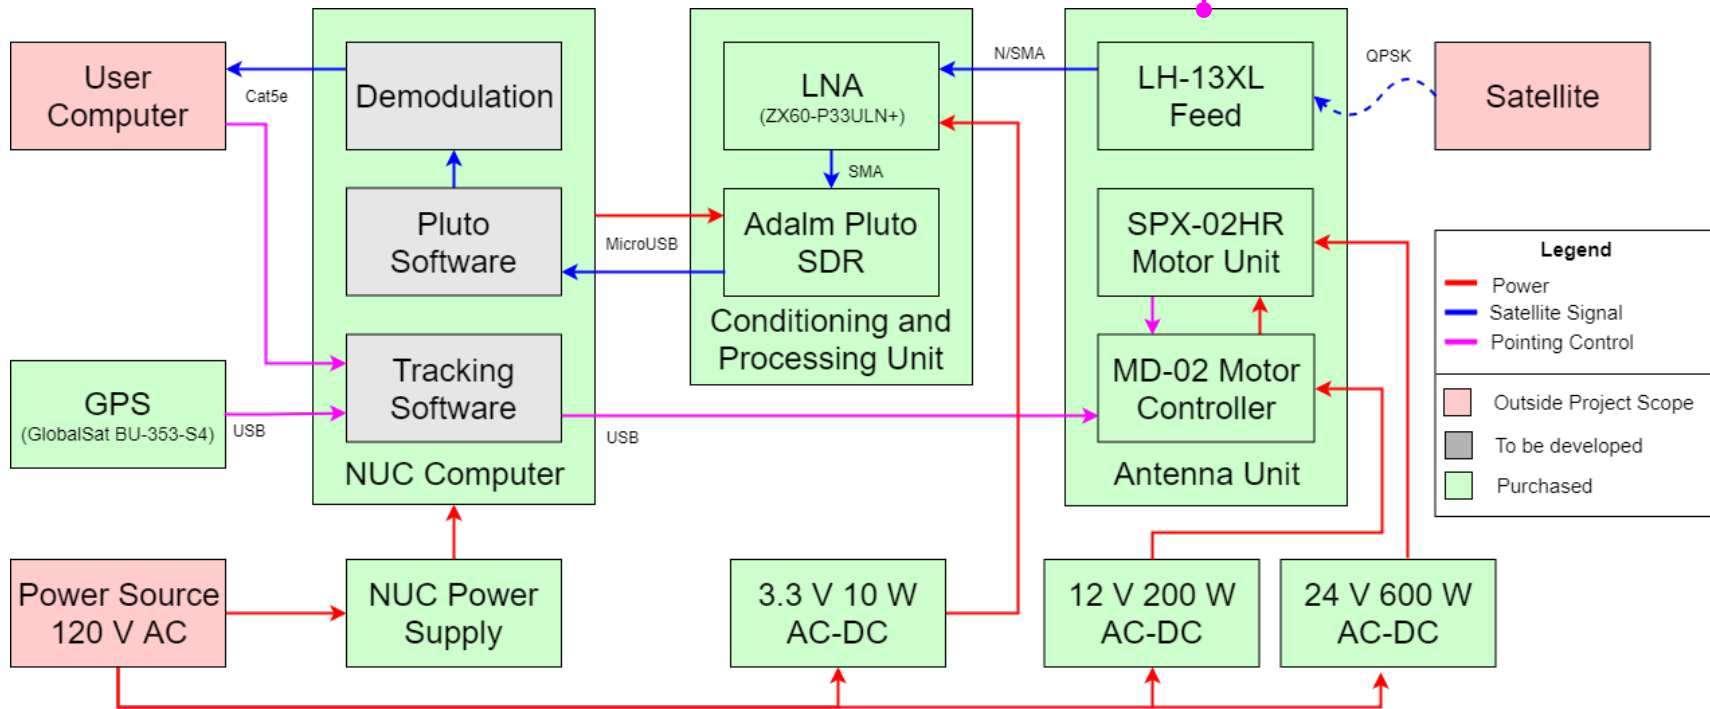 User
Computer
Cat5e
Demodulation
Pluto
Software
Tracking
Software
NUC Computer
GPS
(GlobalSat BU-353-S4)
USB
MicroUSB
USB
LNA
(ZX60-P33ULN+)
SMA
Adalm Pluto
SDR
Conditioning and
Processing Unit
N/SMA
LH-13XL
Feed
SPX-02HR
Motor Unit
MD-02 Motor
Controller
Antenna Unit
QPSK
Satellite
Legend
Power
Satellite Signal
Pointing Control
Outside Project Scope
To be developed
Purchased
Power Source
120 V AC
NUC Power
Supply
3.3 V 10 W
AC-DC
12 V 200 W
AC-DC
24 V 600 W
AC-DC